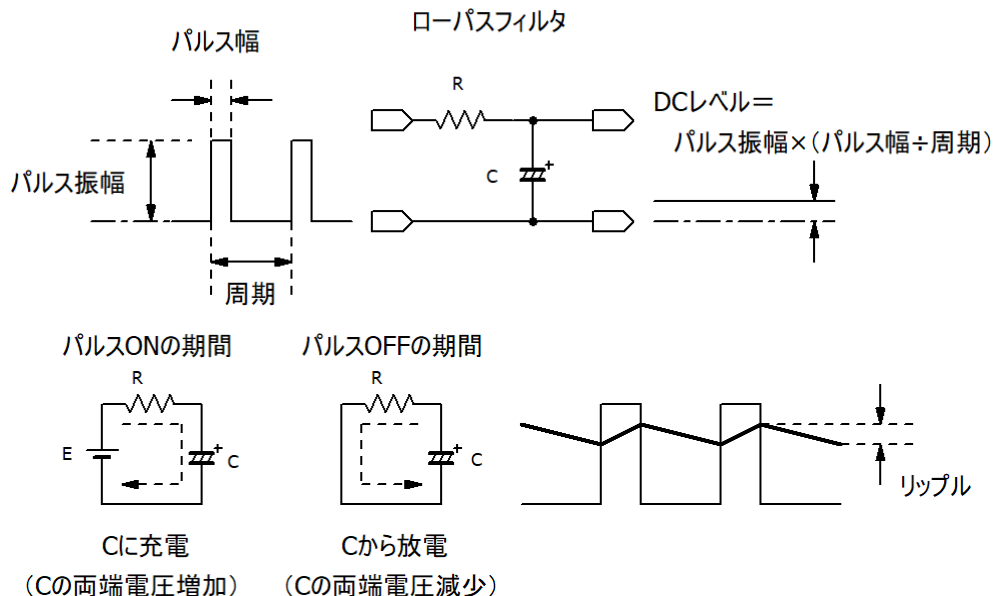 ローパスフィルタ
パルス幅
R
DCレベル＝
パルス振幅×(パルス幅÷周期)
パルス振幅
C
+
周期
パルスONの期間
パルスOFFの期間
R
R
E
+
C
+
C
リップル
Cに充電
Cから放電
(Cの両端電圧増加)
(Cの両端電圧減少)